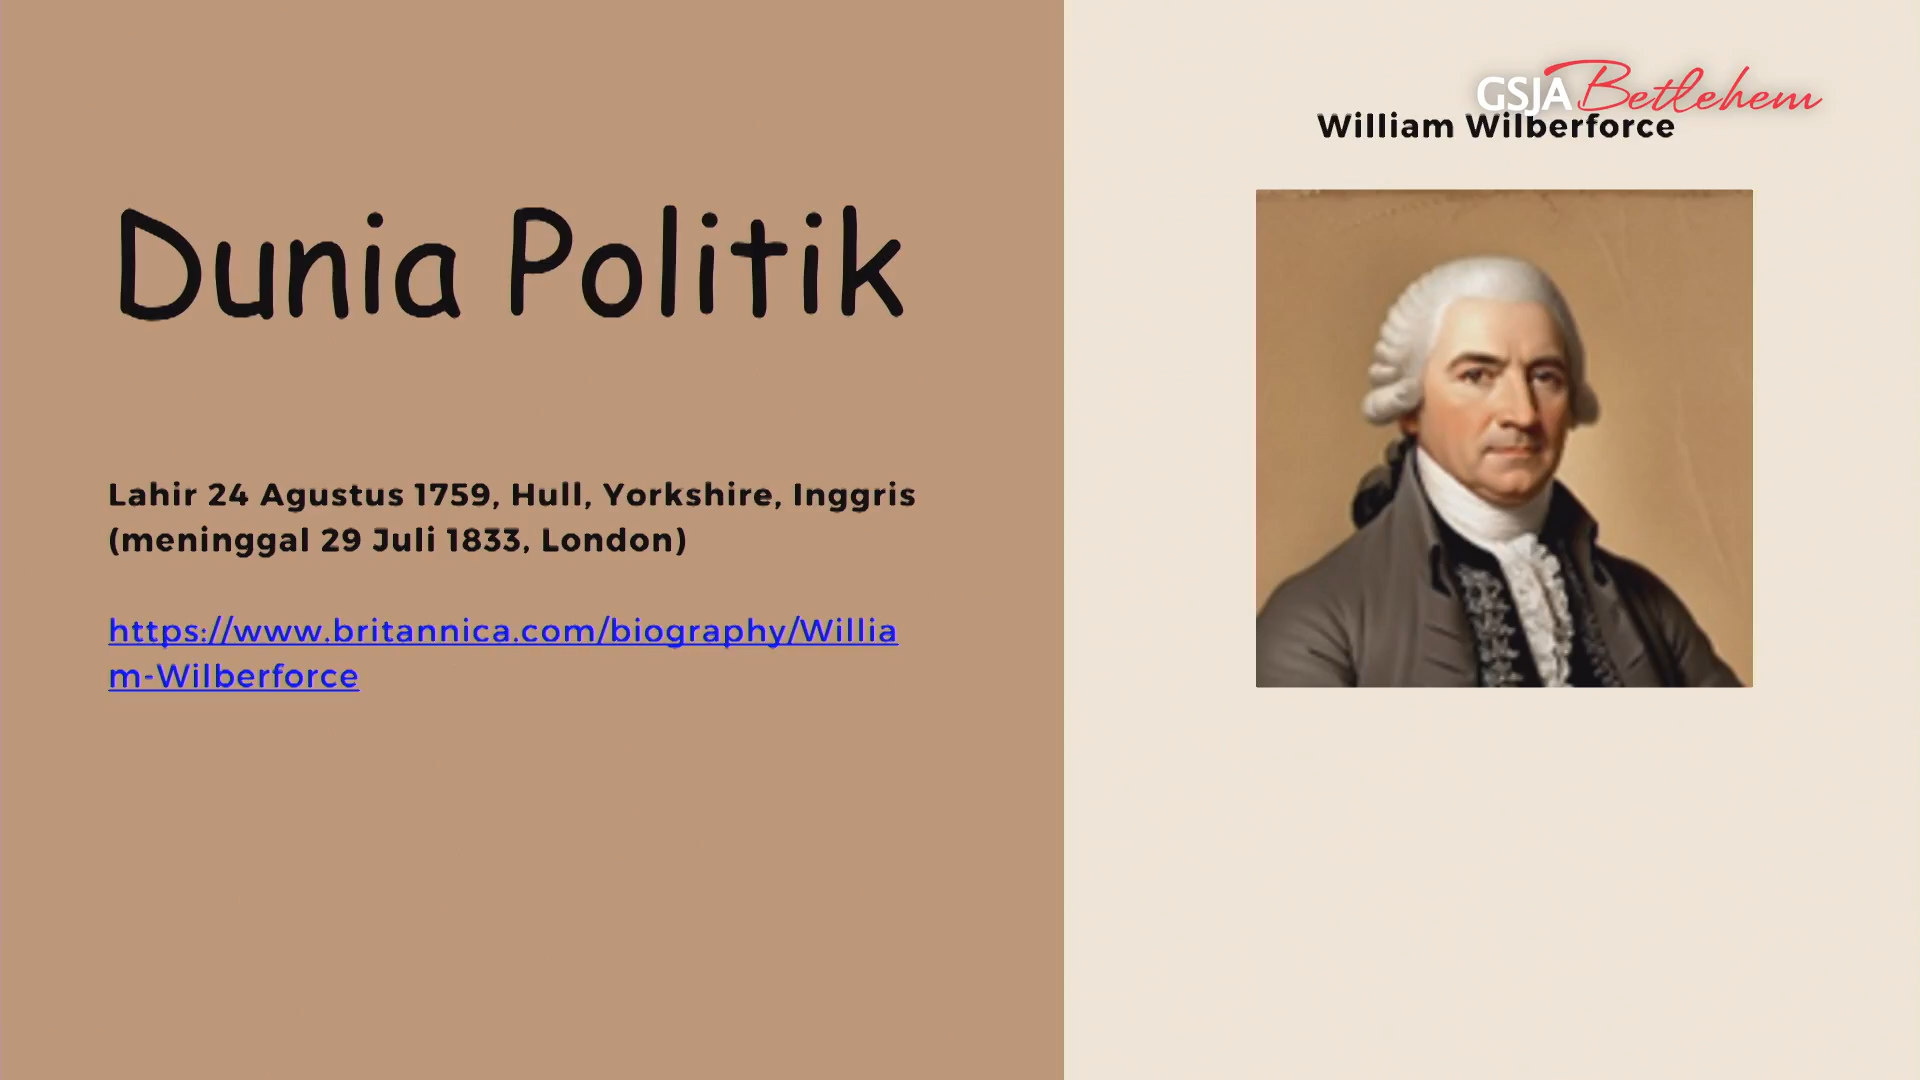 Dunia Politik
Lahir 24 Agustus 1759, Hull, Yorkshire, Inggris
(meninggal 29 Juli 1833, London)
https://www.britannica.com/biography/Willia
m-Wilberforce
GSJA Betlehem
William Wilberforce